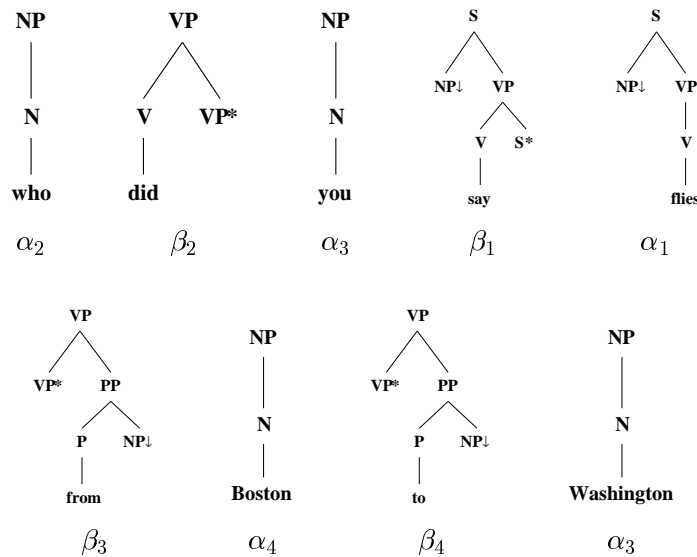 NP VP NP S S
NP↓ VP NP↓ VP
N V VP* N V S* V
who did you say flies
α₂ β₂ α₃ β₁ α₁
VP NP VP NP
VP* PP VP* PP
P NP↓ N P NP↓ N
from Boston to Washington
β₃ α₄ β₄ α₃